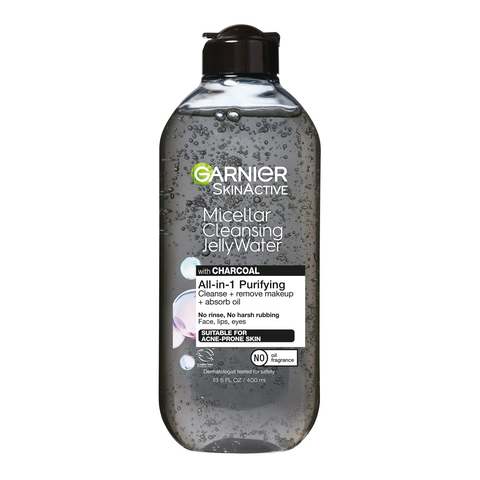 GARNIER
SKINACTIVE
Micellar
Cleansing
JellyWater
with CHARCOAL
All-in-1 Purifying
Cleanse + remove makeup
+ absorb oil
No rinse, No harsh rubbing
Face, lips, eyes
SUITABLE FOR
ACNE-PRONE SKIN
NO oil
fragrance
Dermatologist tested for safety
13.5 FL OZ / 400 ml